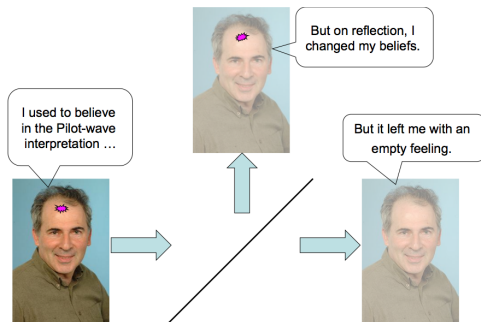 But on reflection, I
changed my beliefs.
I used to believe
in the Pilot-wave
interpretation ...
But it left me with an
empty feeling.